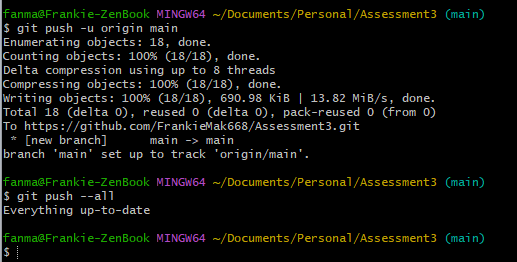 fanma@Frankie-ZenBook MINGW64 ~/Documents/Personal/Assessment3 (main)
$ git push -u origin main
Enumerating objects: 18, done.
Counting objects: 100% (18/18), done.
Delta compression using up to 8 threads
Compressing objects: 100% (18/18), done.
Writing objects: 100% (18/18), 690.98 KiB | 13.82 MiB/s, done.
Total 18 (delta 0), reused 0 (delta 0), pack-reused 0 (from 0)
To https://github.com/FrankieMak668/Assessment3.git
 * [new branch]      main -> main
branch 'main' set up to track 'origin/main'.

fanma@Frankie-ZenBook MINGW64 ~/Documents/Personal/Assessment3 (main)
$ git push --all
Everything up-to-date

fanma@Frankie-ZenBook MINGW64 ~/Documents/Personal/Assessment3 (main)
$